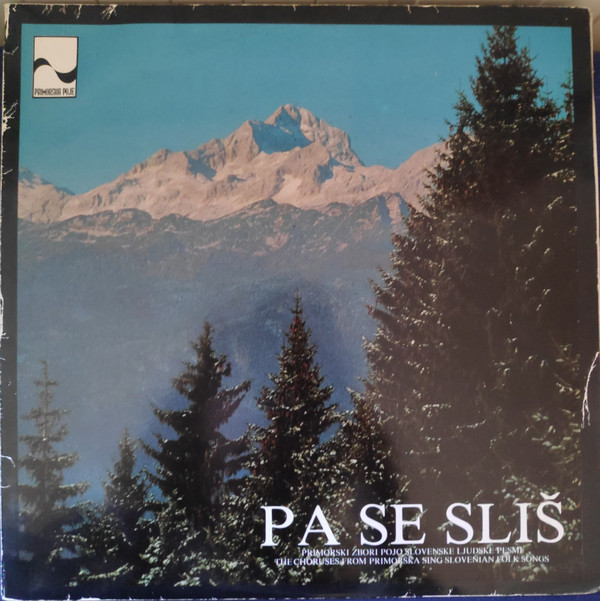 PRIMORSKA POJE
PA SE SLIŠ
PRIMORSKI ZBORI POJO SLOVENSKE LJUDSKE PESMI
THE CHORUSES FROM PRIMORSKA SING SLOVENIAN FOLK SONGS